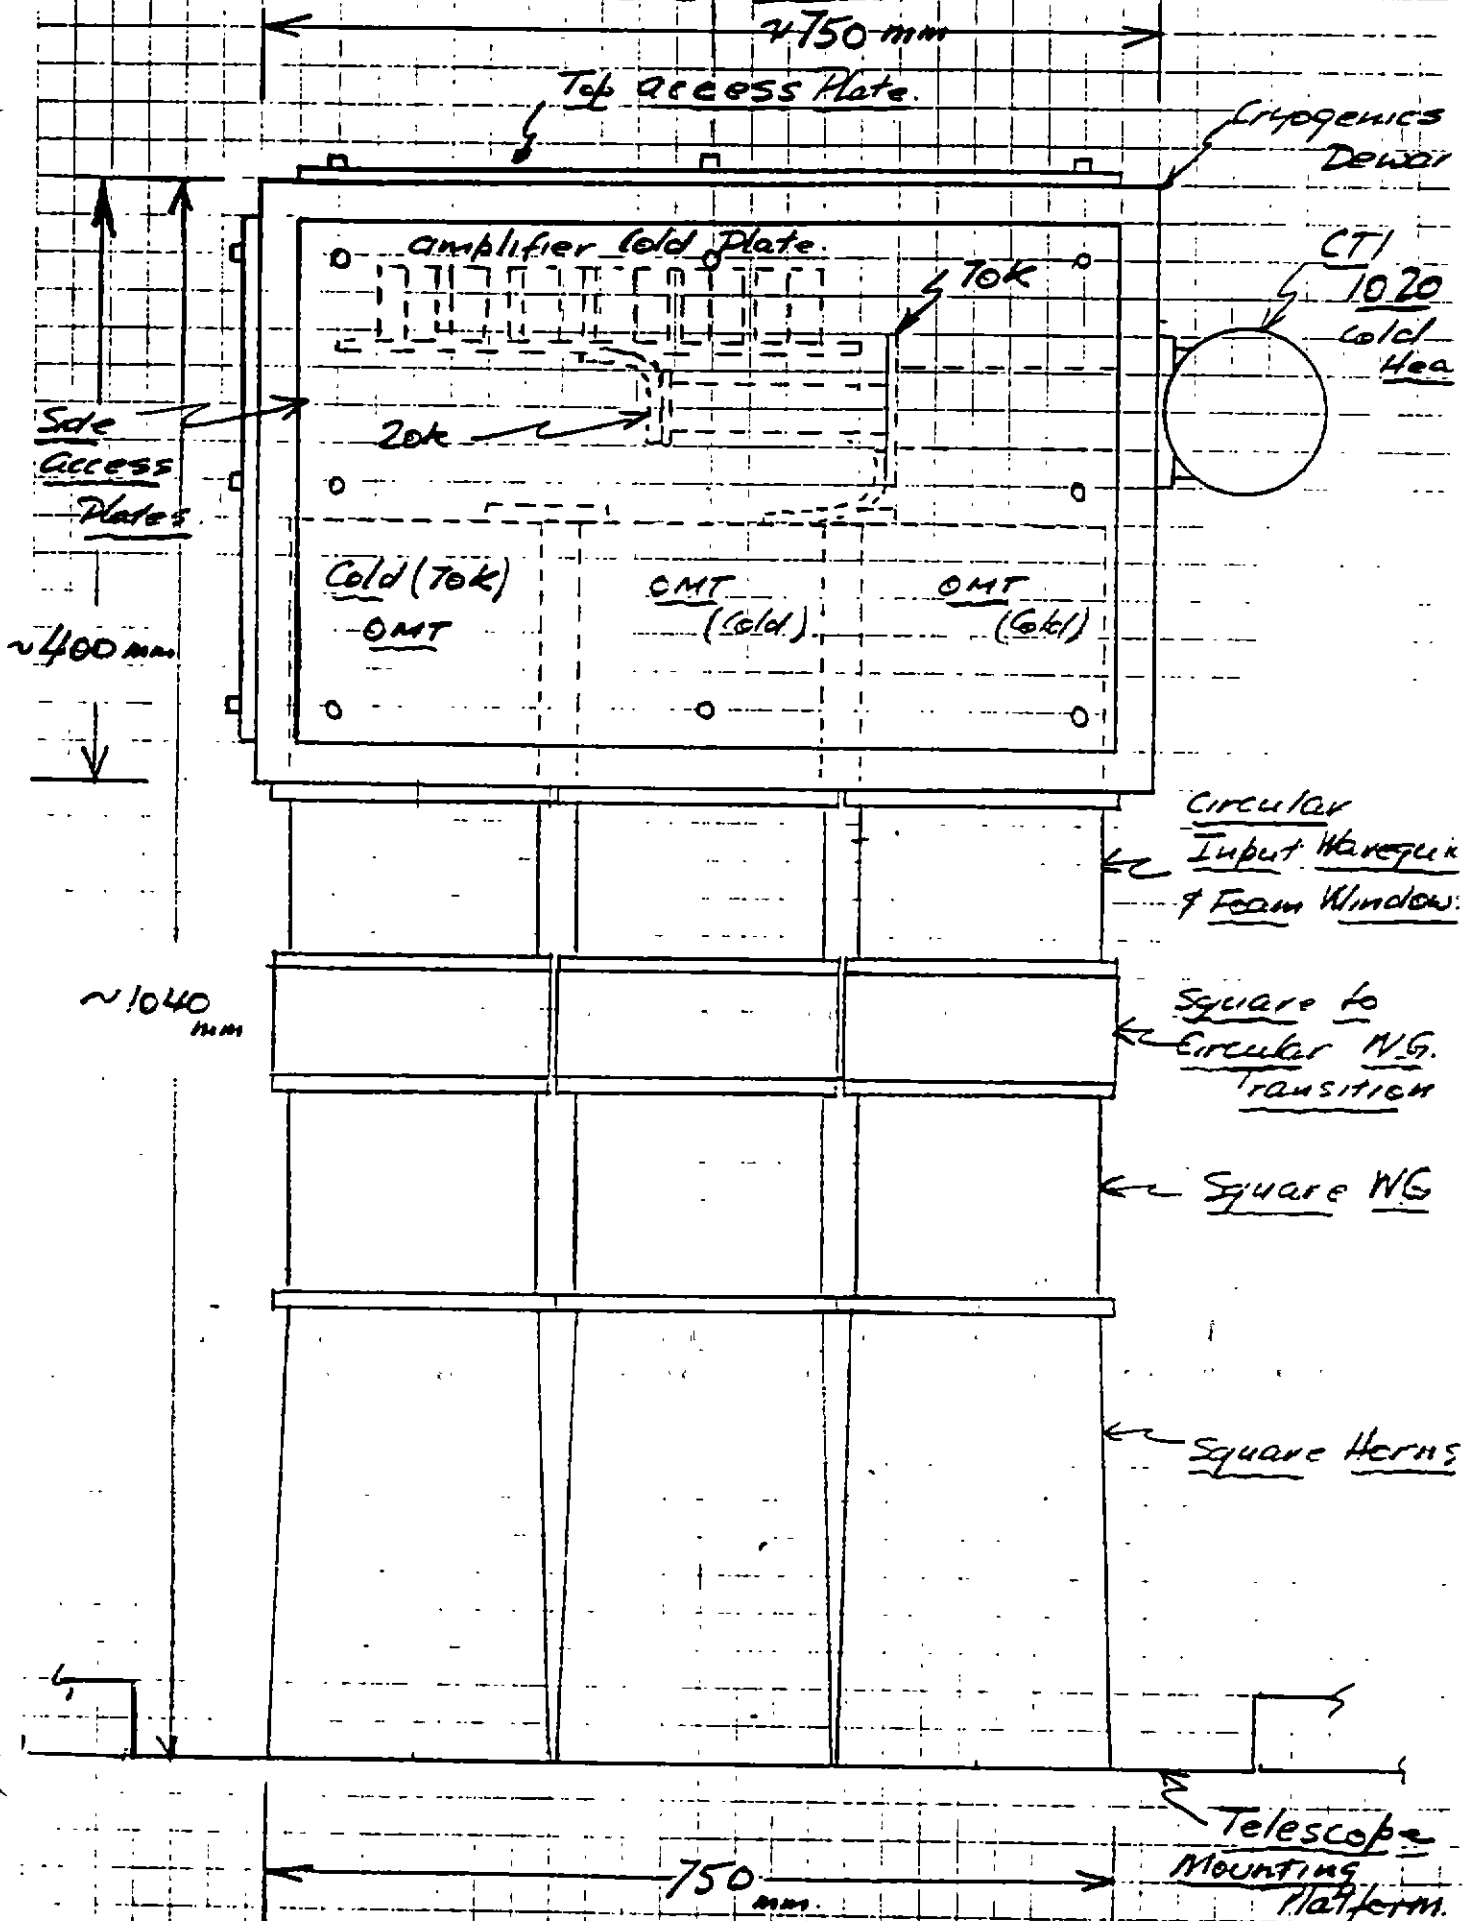 ~750 mm
Top access Plate.
Cryogenics
Dewar
amplifier Cold Plate.
70K
CTI
1020
Cold
Hea
Side
access
Plates
20K
Cold (70K)
OMT
OMT
(Cold)
OMT
(Cold)
~400 mm
Circular
Input Wavegui
& Foam Window.
~1040
mm
Square to
Circular W.G.
Transition
Square WG
Square Horns
Telescope
Mounting
Platform.
750
mm.